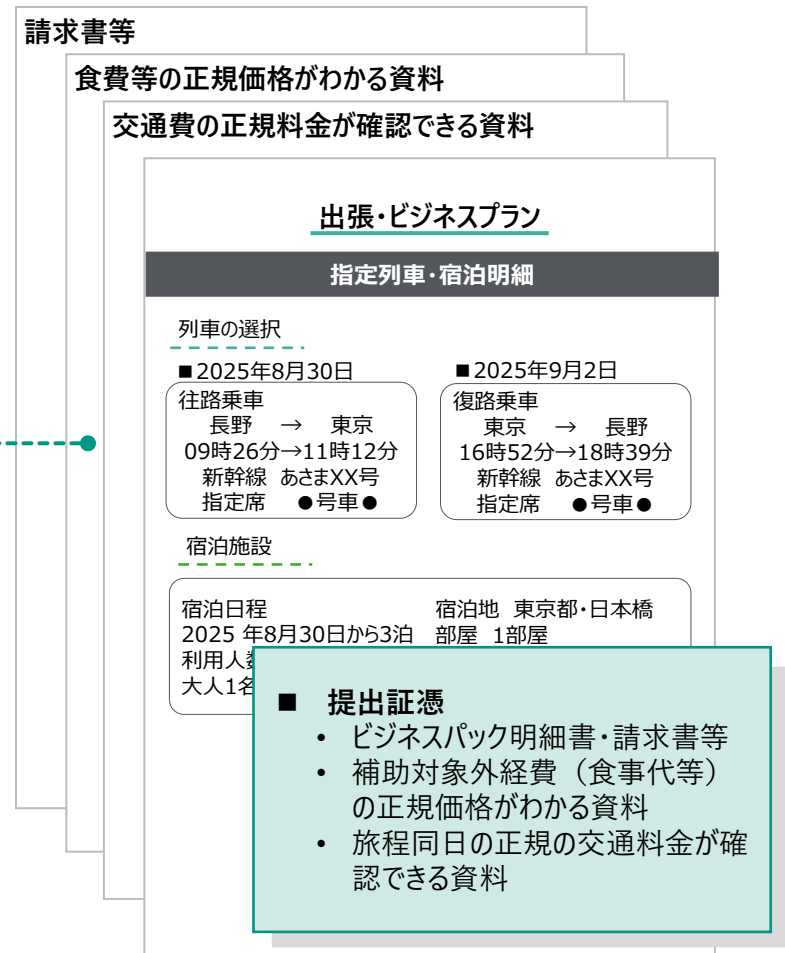 請求書等
食費等の正規価格がわかる資料
交通費の正規料金が確認できる資料
出張・ビジネスプラン
指定列車・宿泊明細
列車の選択
■2025年8月30日
往路乗車
長野 → 東京
09時26分→11時12分
新幹線 あさまXX号
指定席 ●号車●
■2025年9月2日
復路乗車
東京 → 長野
16時52分→18時39分
新幹線 あさまXX号
指定席 ●号車●
宿泊施設
宿泊日程
2025 年8月30日から3泊
利用人
大人1名
宿泊地 東京都・日本橋
部屋 1部屋
■ 提出証憑
• ビジネスパック明細書・請求書等
• 補助対象外経費（食事代等）
の正規価格がわかる資料
• 旅程同日の正規の交通料金が確
認できる資料